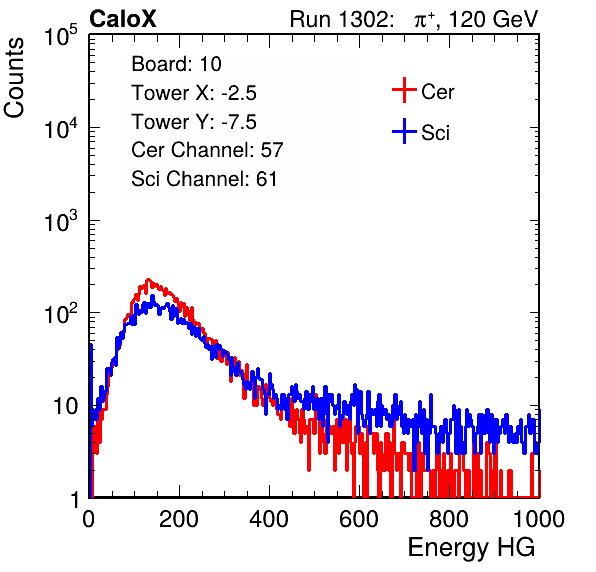 CaloX Run 1302: π⁺, 120 GeV
Counts
10⁵
10⁴
10³
10²
10
1
Board: 10
Tower X: -2.5
Tower Y: -7.5
Cer Channel: 57
Sci Channel: 61
Cer
Sci
0 200 400 600 800 1000
Energy HG